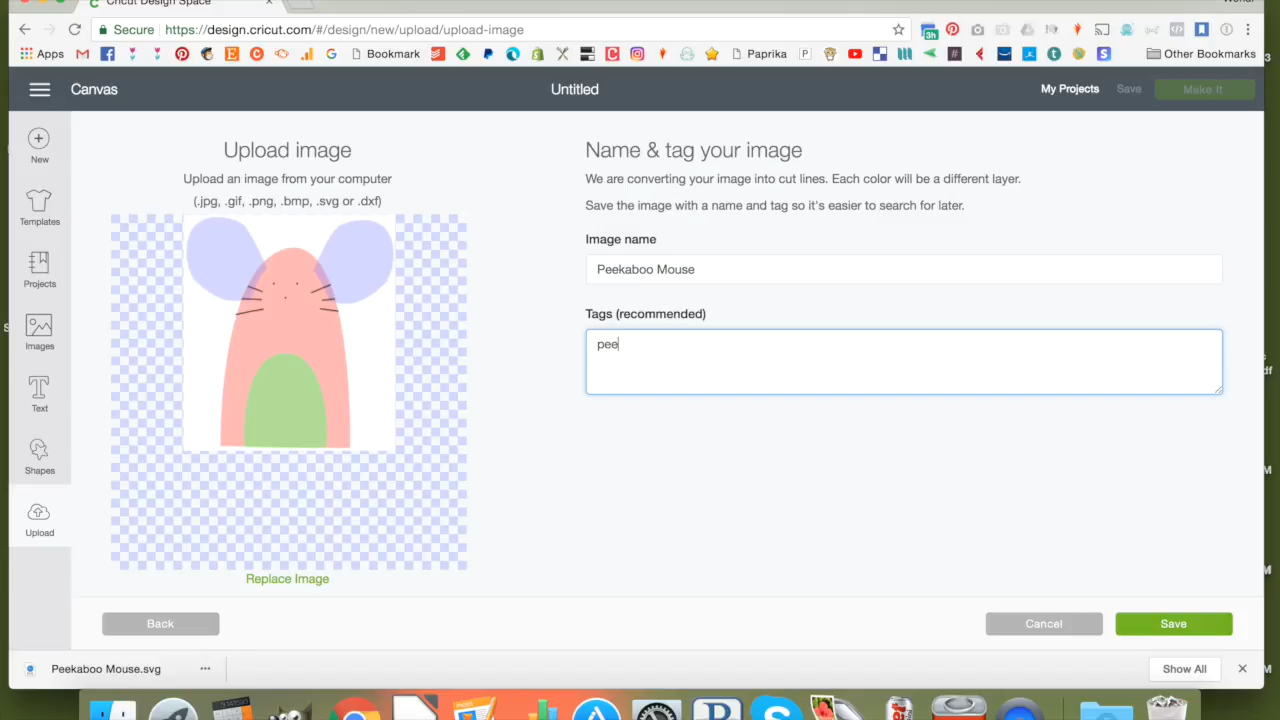 Cricut Design Space
Secure https://design.cricut.com/#/design/new/upload/upload-image
3h
Apps Bookmark Paprika Other Bookmarks
Canvas Untitled My Projects Save Make It
New
Templates
Projects
Images
Text
Shapes
Upload
Upload image
Upload an image from your computer
(.jpg, .gif, .png, .bmp, .svg or .dxf)
Replace Image
Name & tag your image
We are converting your image into cut lines. Each color will be a different layer.
Save the image with a name and tag so it's easier to search for later.
Image name
Peekaboo Mouse
Tags (recommended)
pee
Back Cancel Save
Peekaboo Mouse.svg Show All